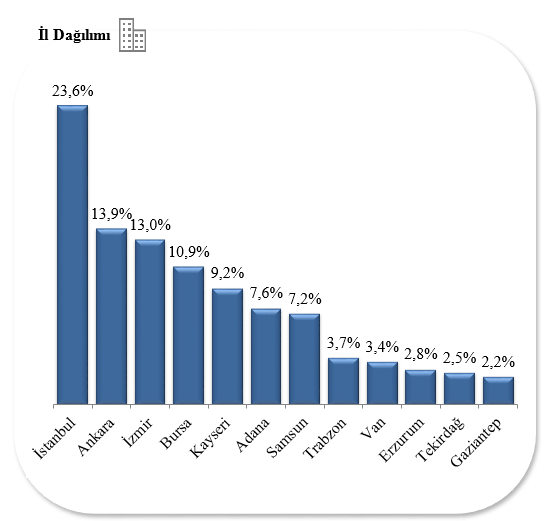 İl Dağılımı
23,6%
13,9%
13,0%
10,9%
9,2%
7,6%
7,2%
3,7%
3,4%
2,8%
2,5%
2,2%
İstanbul
Ankara
İzmir
Bursa
Kayseri
Adana
Samsun
Trabzon
Van
Erzurum
Tekirdağ
Gaziantep